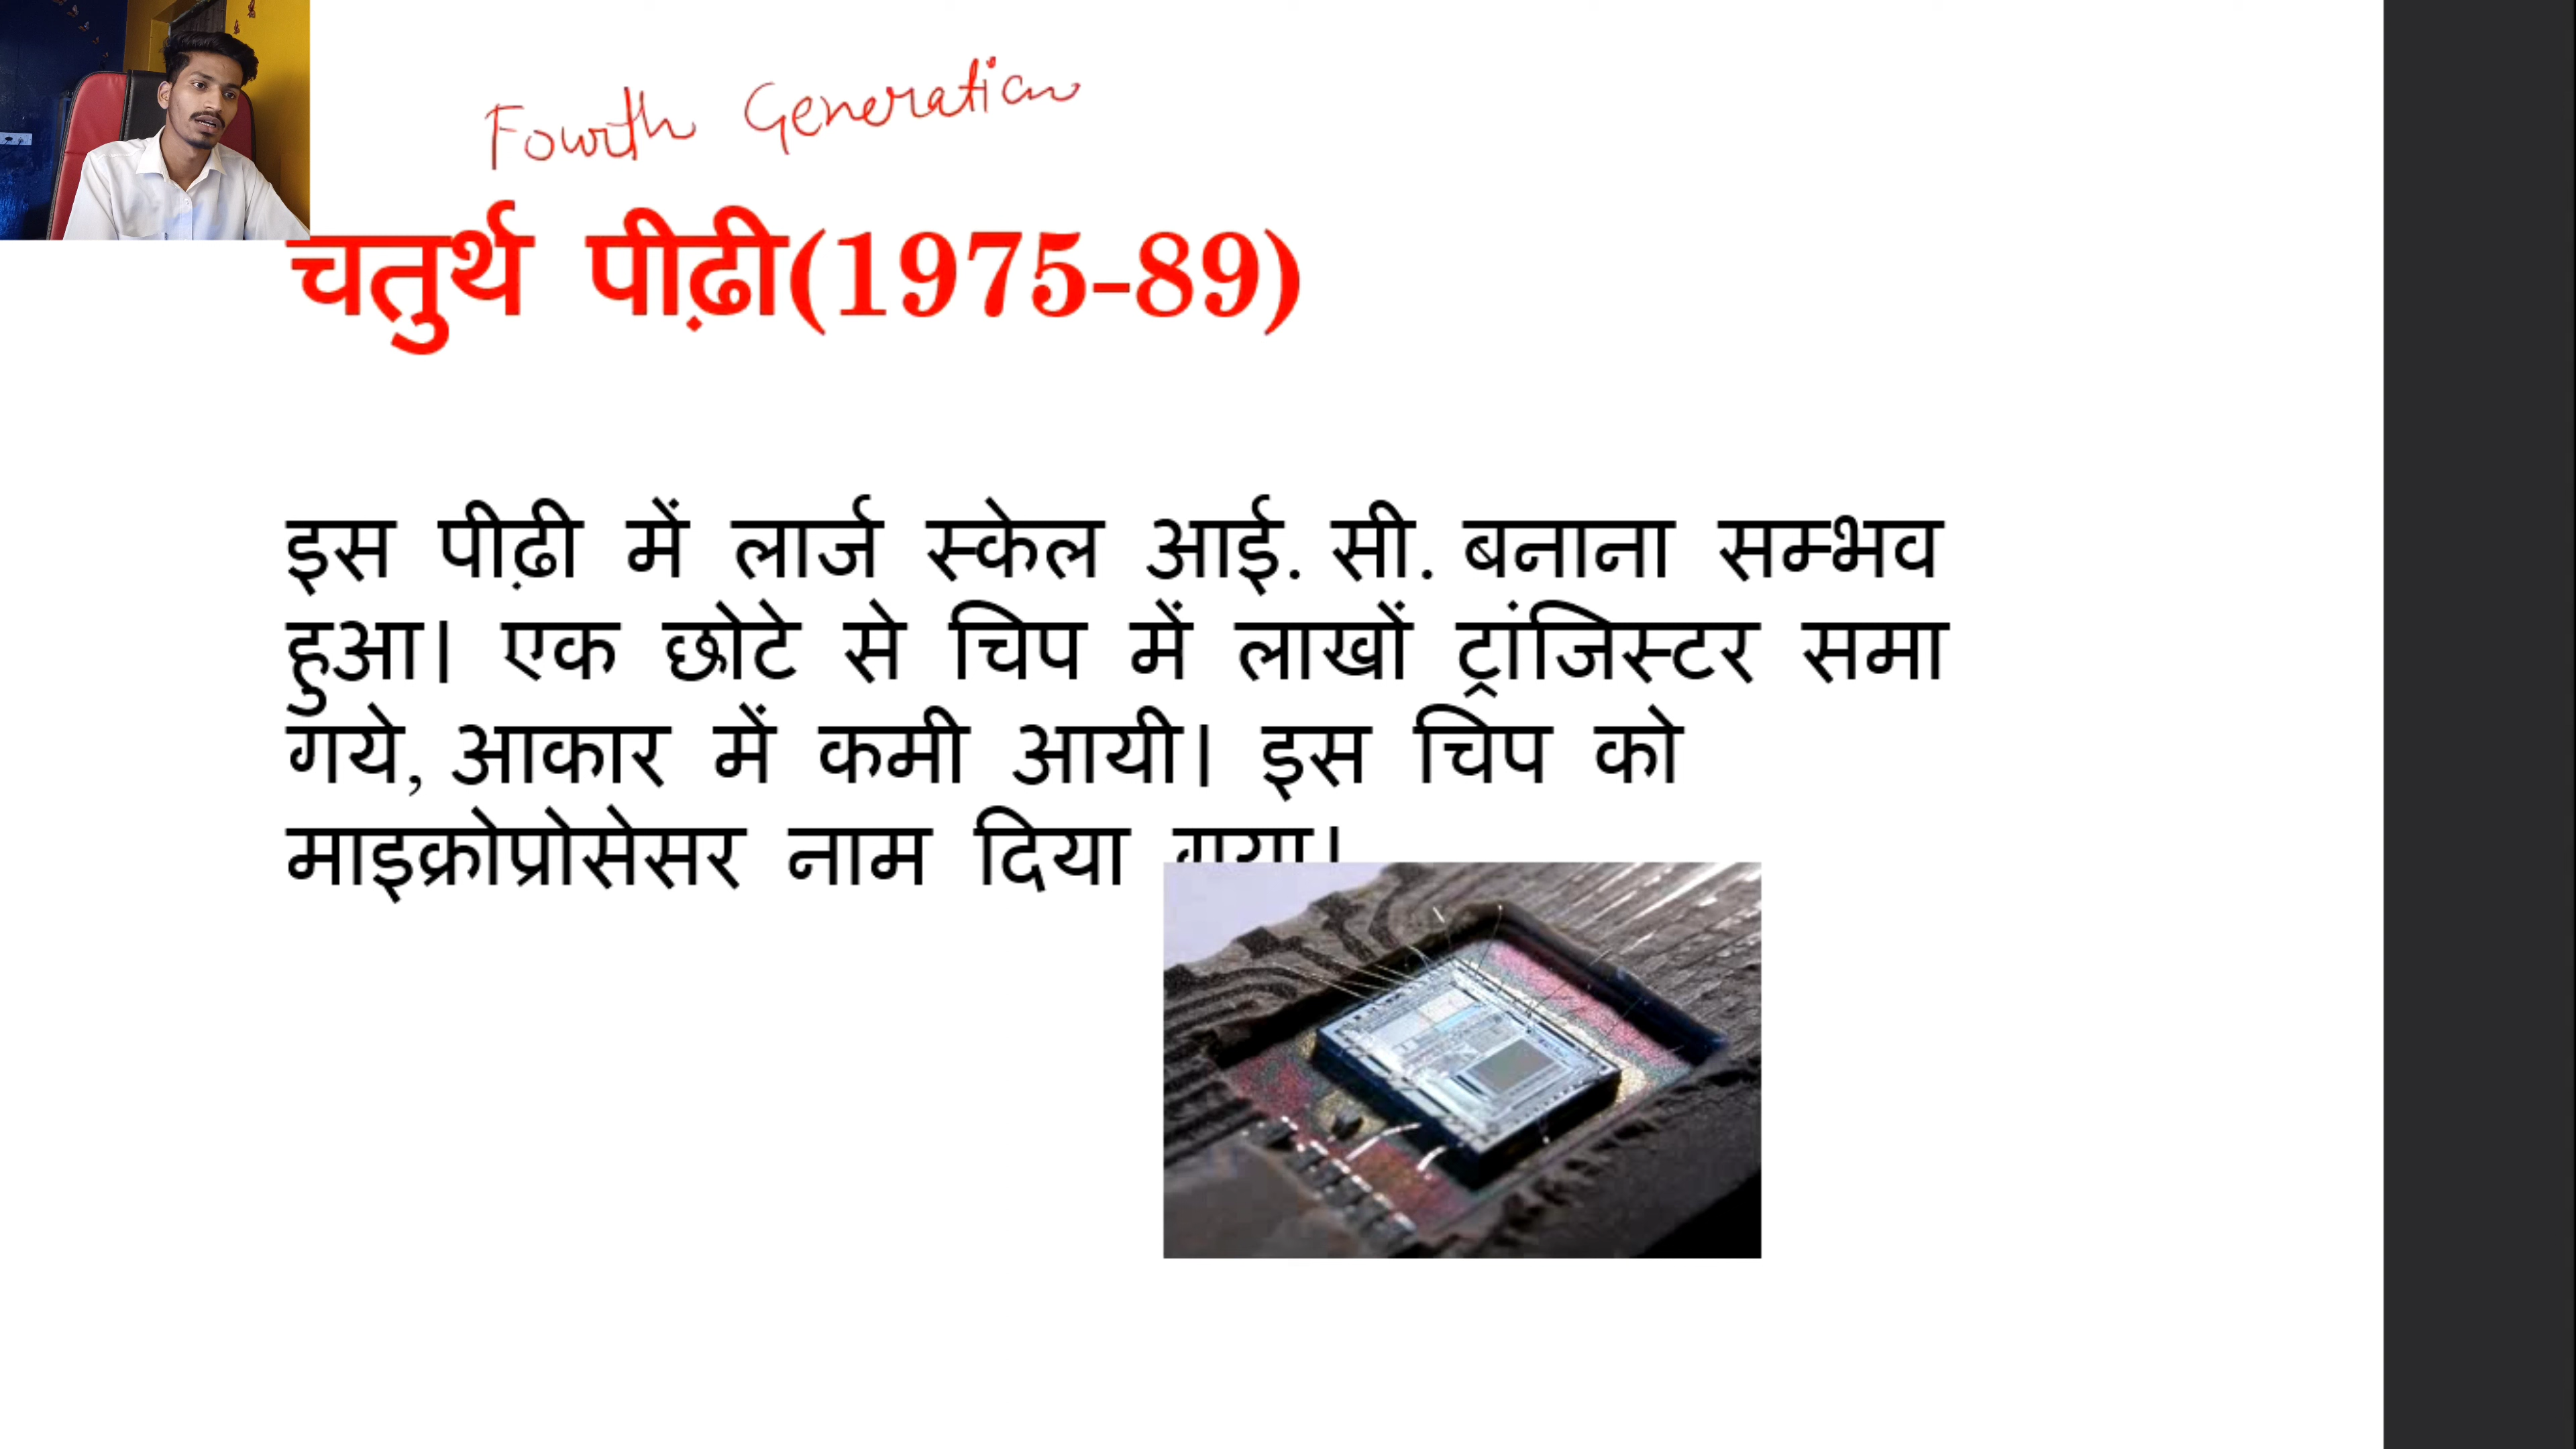 Fourth Generation
चतुर्थ पीढ़ी(1975-89)
इस पीढ़ी में लार्ज स्केल आई. सी. बनाना सम्भव
हुआ। एक छोटे से चिप में लाखों ट्रांजिस्टर समा
गये, आकार में कमी आयी। इस चिप को
माइक्रोप्रोसेसर नाम दिया गया।